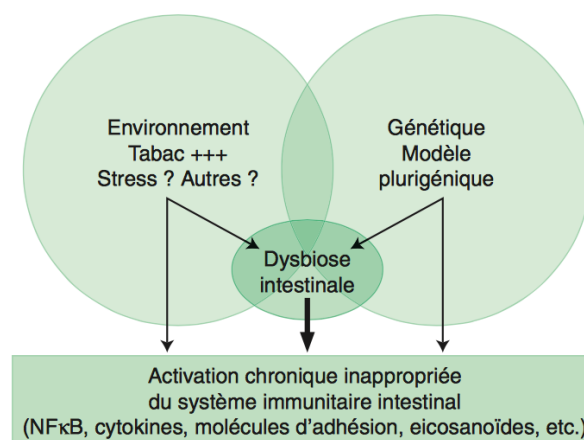 Environnement
Tabac +++
Stress ? Autres ?
Génétique
Modèle
plurigénique
Dysbiose
intestinale
Activation chronique inappropriée
du système immunitaire intestinal
(NFκB, cytokines, molécules d’adhésion, eicosanoïdes, etc.)